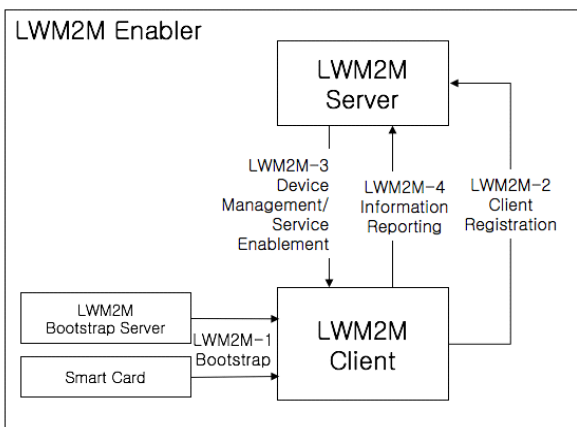 LWM2M Enabler
LWM2M
Server
LWM2M-3
Device
Management/
Service
Enablement
LWM2M-4
Information
Reporting
LWM2M-2
Client
Registration
LWM2M
Bootstrap Server
LWM2M-1
Bootstrap
Smart Card
LWM2M
Client